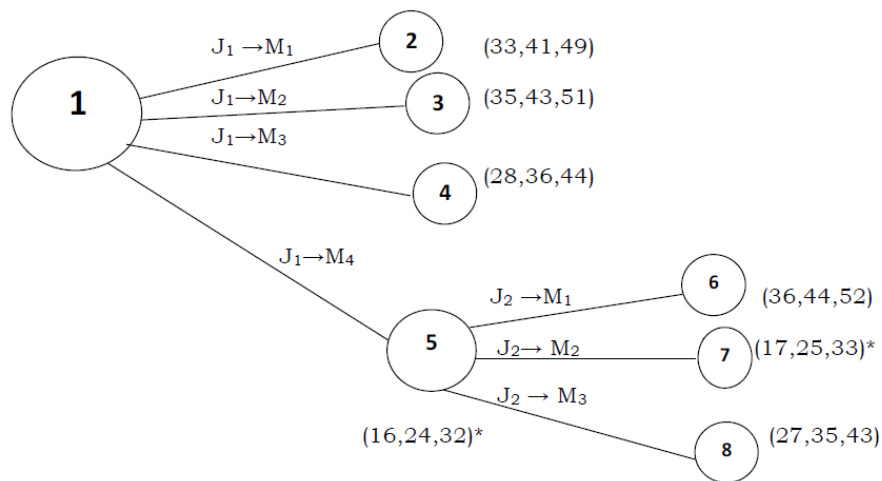 J₁ →M₁
2
(33,41,49)
1
J₁→M₂
3
(35,43,51)
J₁→M₃
4
(28,36,44)
J₁→M₄
J₂ →M₁
6
(36,44,52)
5
J₂→ M₂
7
(17,25,33)*
J₂ → M₃
(16,24,32)*
8
(27,35,43)